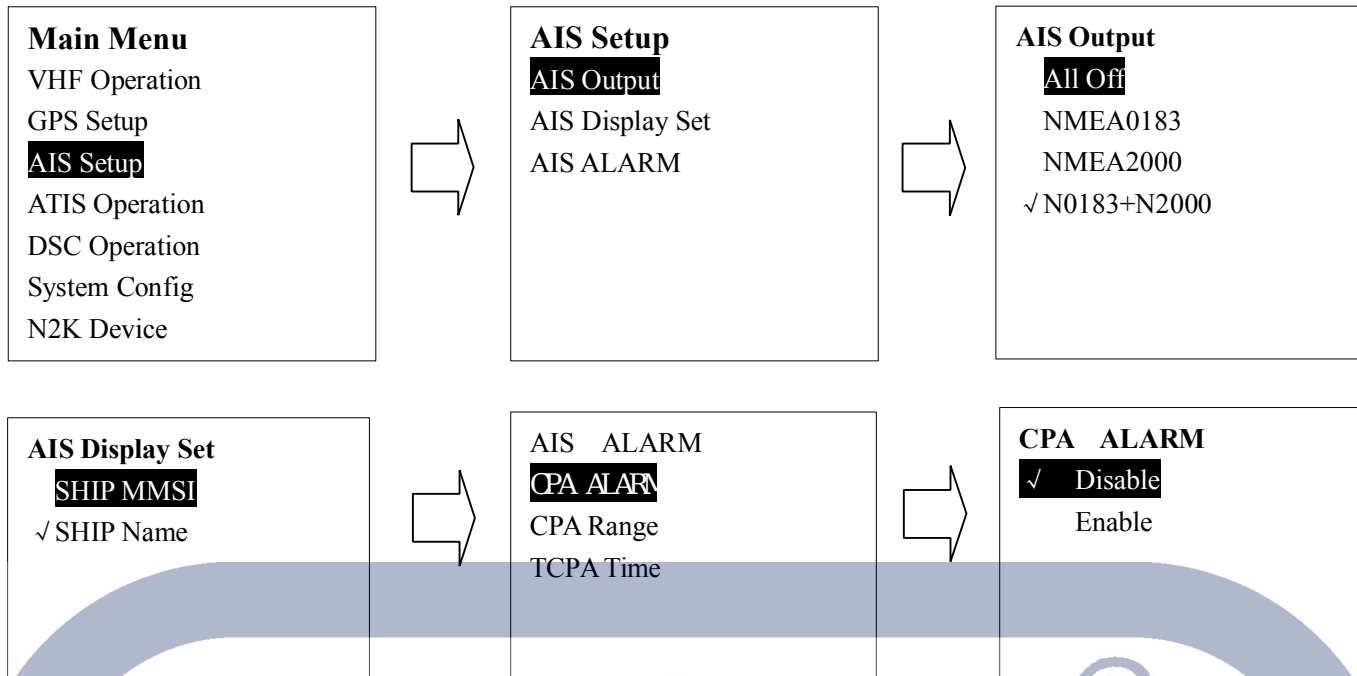 Main Menu
VHF Operation
GPS Setup
AIS Setup
ATIS Operation
DSC Operation
System Config
N2K Device
AIS Setup
AIS Output
AIS Display Set
AIS ALARM
AIS Output
All Off
NMEA0183
NMEA2000
√ N0183+N2000
AIS Display Set
SHIP MMSI
√ SHIP Name
AIS ALARM
CPA ALARM
CPA Range
TCPA Time
CPA ALARM
√ Disable
Enable